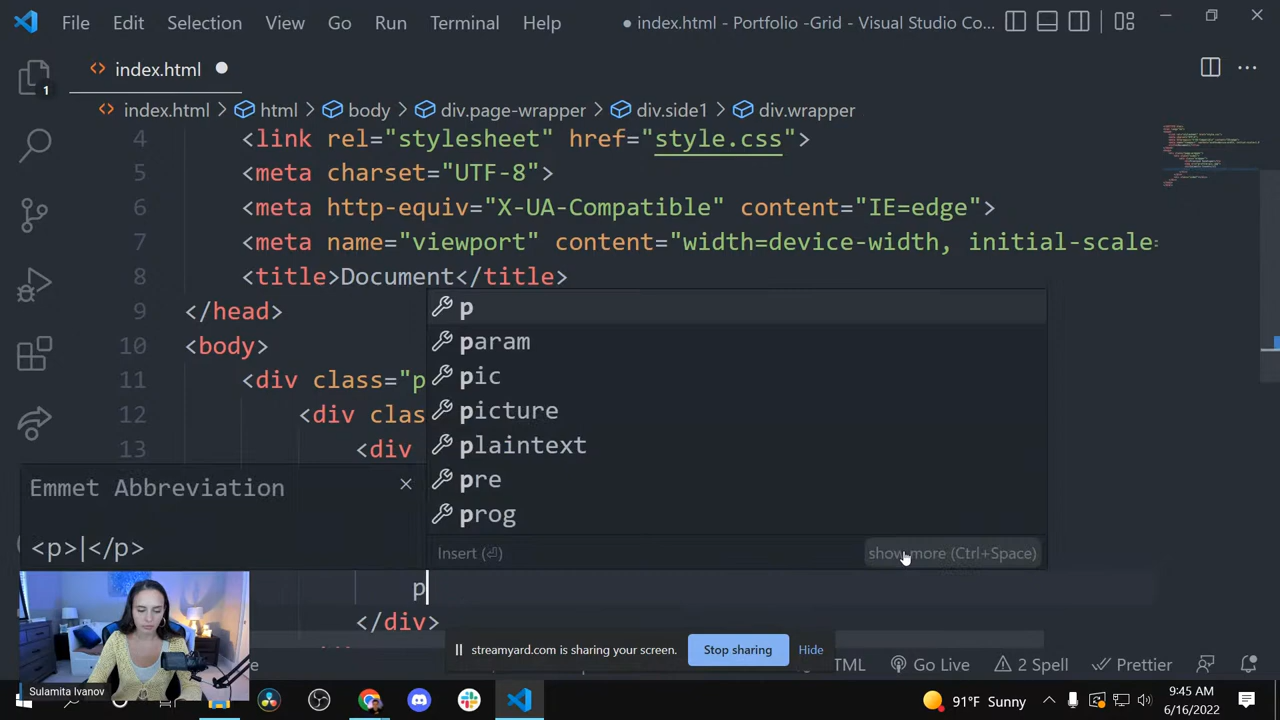 File Edit Selection View Go Run Terminal Help
● index.html - Portfolio -Grid - Visual Studio Co...
index.html
1
index.html > html > body > div.page-wrapper > div.side1 > div.wrapper
4 <link rel="stylesheet" href="style.css">
5 <meta charset="UTF-8">
6 <meta http-equiv="X-UA-Compatible" content="IE=edge">
7 <meta name="viewport" content="width=device-width, initial-scale=
8 <title>Document</title>
9 </head>
10 <body>
11 <div class="p
12 <div clas
13 <div
p
param
pic
picture
plaintext
pre
prog
Insert (⏎) show more (Ctrl+Space)
Emmet Abbreviation ×
<p>|</p>
p
</div>
streamyard.com is sharing your screen. Stop sharing Hide
Go Live 2 Spell Prettier
Sulamita Ivanov
91°F Sunny
9:45 AM
6/16/2022